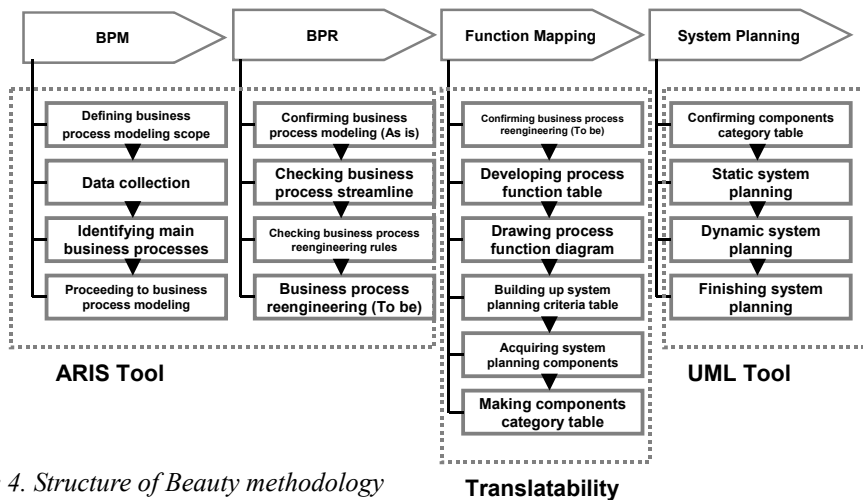 BPM
BPR
Function Mapping
System Planning
Defining business
process modeling scope
Data collection
Identifying main
business processes
Proceeding to business
process modeling
Confirming business
process modeling (As is)
Checking business
process streamline
Checking business process
reengineering rules
Business process
reengineering (To be)
Confirming business process
reengineering (To be)
Developing process
function table
Drawing process
function diagram
Building up system
planning criteria table
Acquiring system
planning components
Making components
category table
Confirming components
category table
Static system
planning
Dynamic system
planning
Finishing system
planning
ARIS Tool
UML Tool
Translatability
4. Structure of Beauty methodology